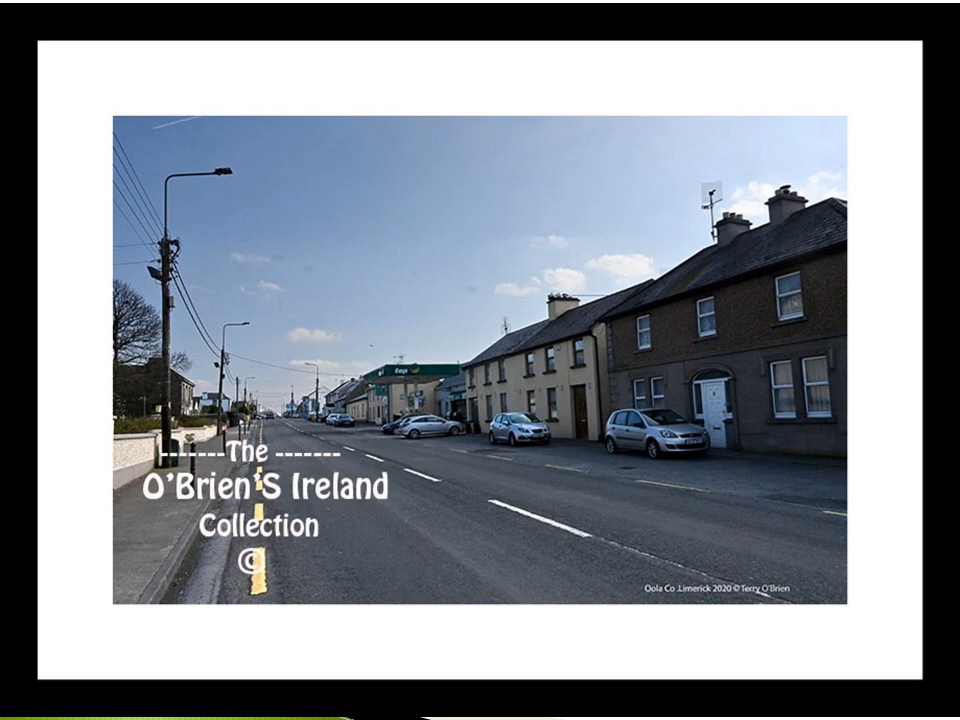 top
-------The -------
O'Brien'S Ireland
Collection
©
Oola Co .Limerick 2020 © Terry O'Brien